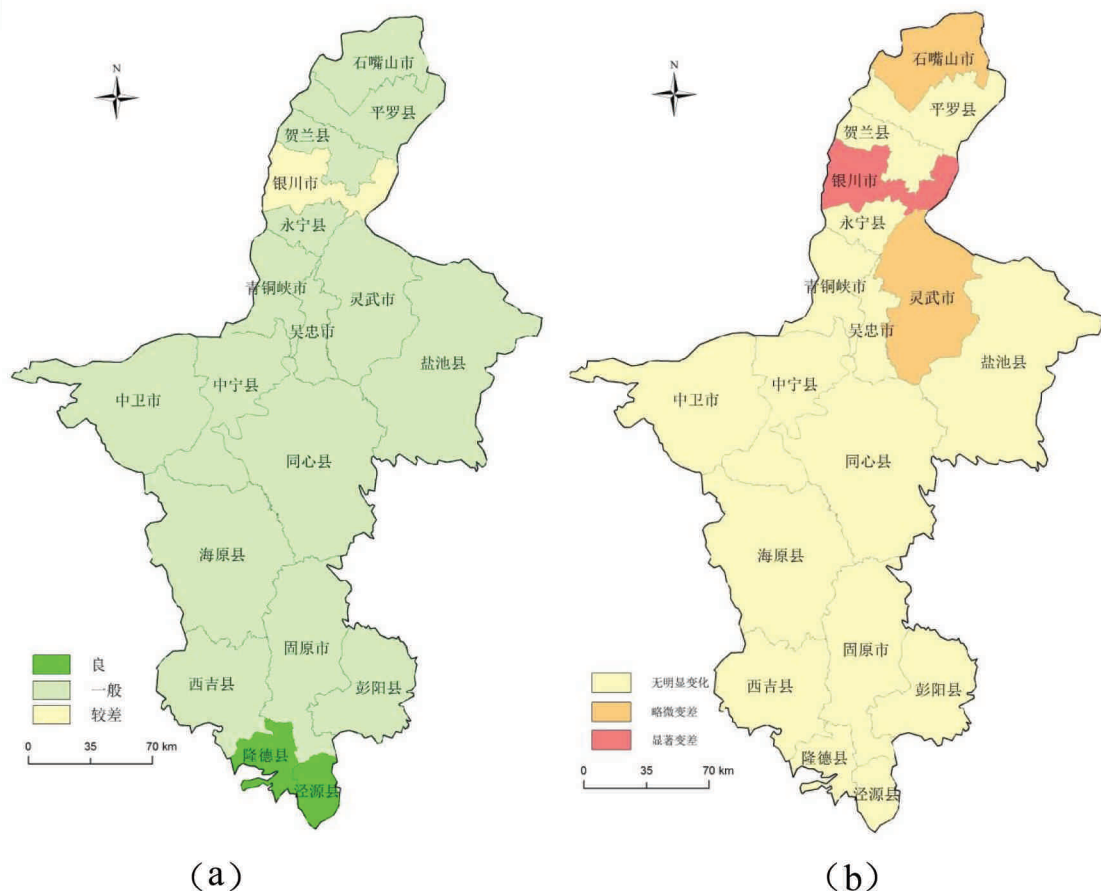 N
石嘴山市
平罗县
贺兰县
银川市
永宁县
青铜峡市
灵武市
吴忠市
盐池县
中宁县
中卫市
同心县
海原县
固原市
西吉县
彭阳县
隆德县
泾源县
良
一般
较差
0 35 70 km
(a)
N
石嘴山市
平罗县
贺兰县
银川市
永宁县
青铜峡市
灵武市
吴忠市
盐池县
中宁县
中卫市
同心县
海原县
固原市
西吉县
彭阳县
隆德县
泾源县
无明显变化
略微变差
显著变差
0 35 70 km
(b)